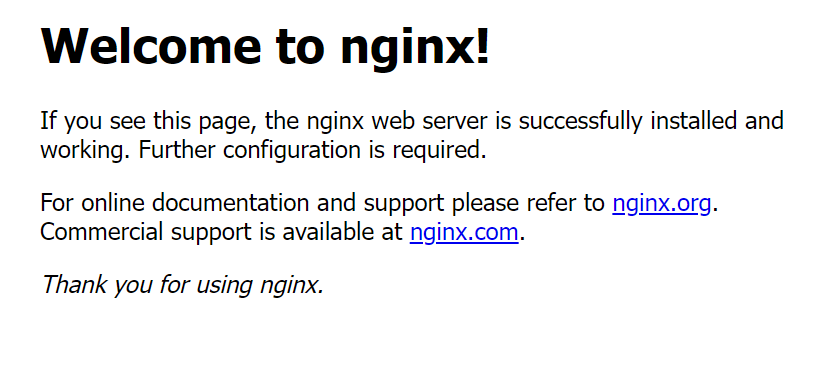 Welcome to nginx!
If you see this page, the nginx web server is successfully installed and
working. Further configuration is required.
For online documentation and support please refer to nginx.org.
Commercial support is available at nginx.com.
Thank you for using nginx.